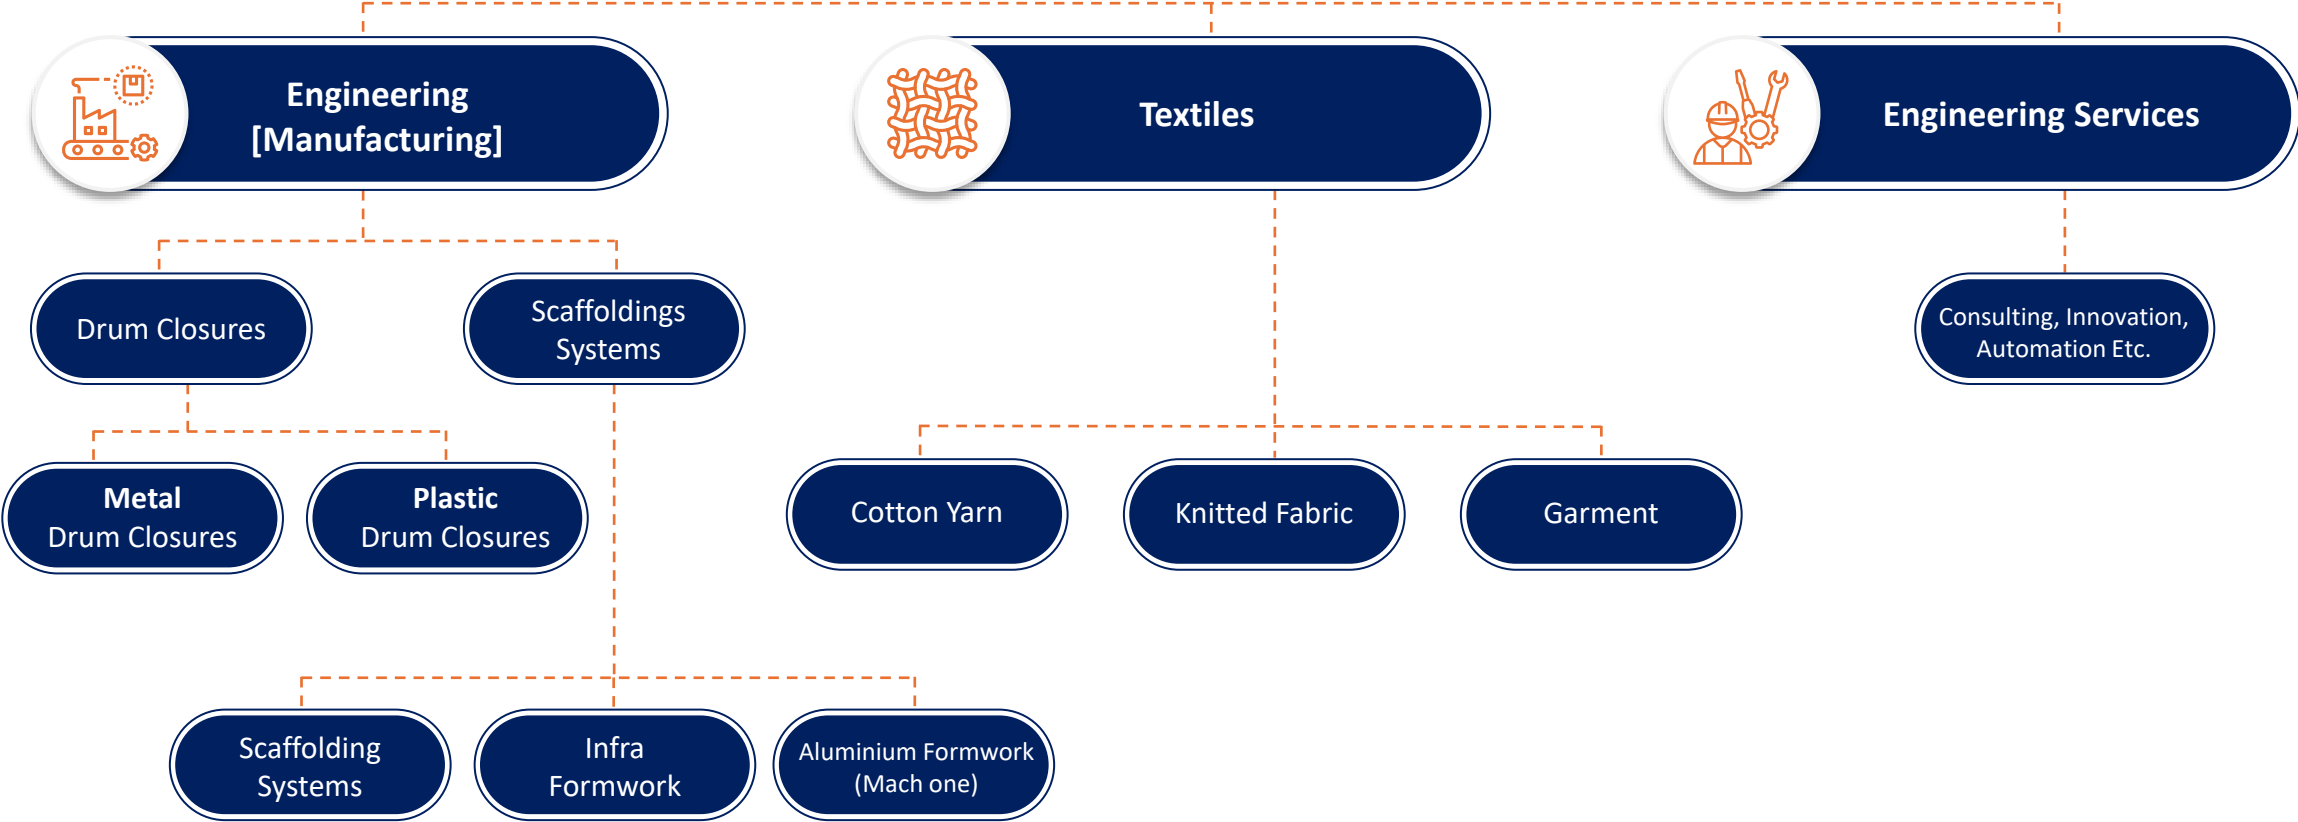 Engineering
[Manufacturing]
Textiles
Engineering Services
Drum Closures
Scaffoldings
Systems
Consulting, Innovation,
Automation Etc.
Metal
Drum Closures
Plastic
Drum Closures
Cotton Yarn
Knitted Fabric
Garment
Scaffolding
Systems
Infra
Formwork
Aluminium Formwork
(Mach one)